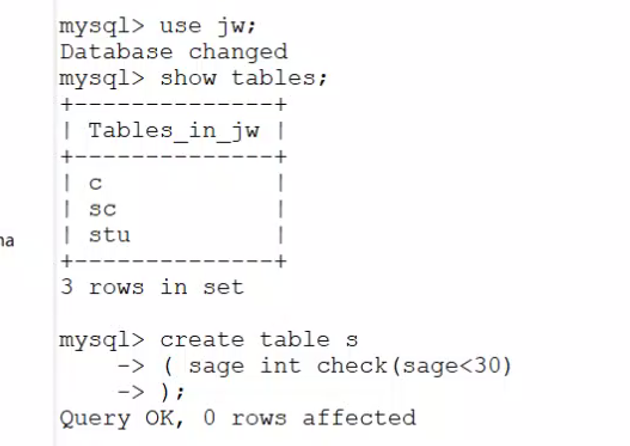 mysql> use jw;
Database changed
mysql> show tables;
+--------------+
| Tables_in_jw |
+--------------+
| c            |
| sc           |
| stu          |
+--------------+
3 rows in set
mysql> create table s
    -> ( sage int check(sage<30)
    -> );
Query OK, 0 rows affected